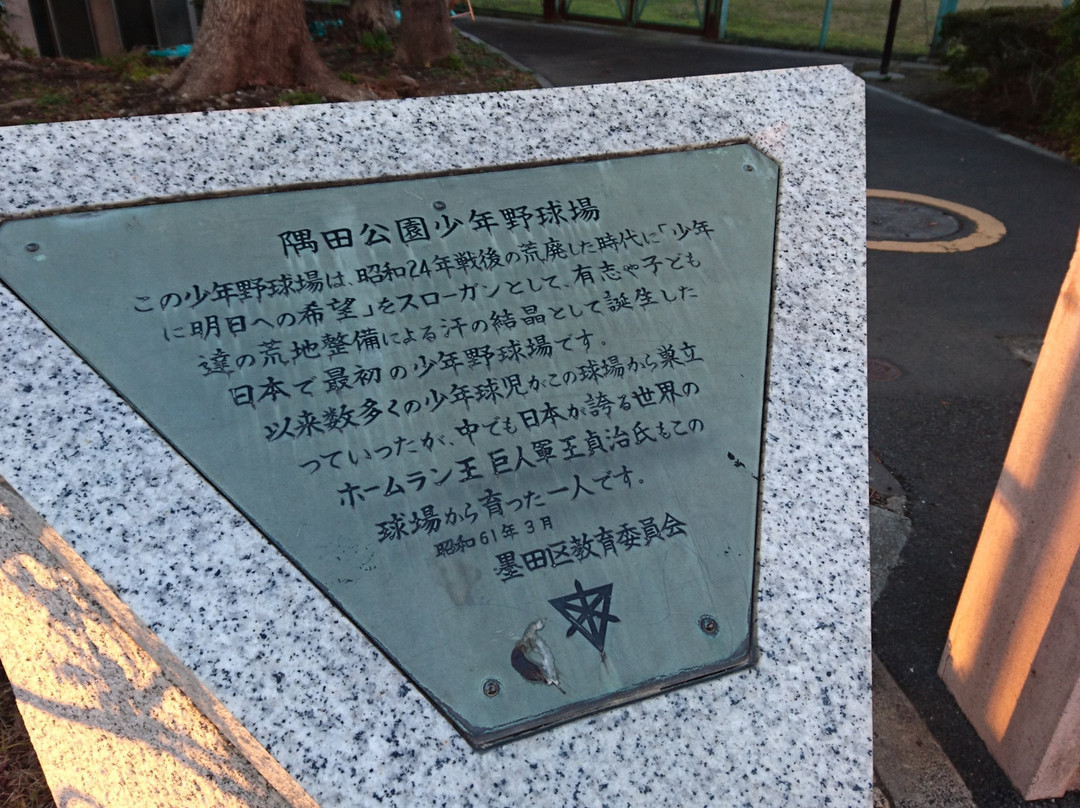 隅田公園少年野球場
この少年野球場は、昭和24年戦後の荒廃した時代に「少年
に明日への希望」をスローガンとして、有志や子ども
達の荒地整備による汗の結晶として誕生した
日本で最初の少年野球場です。
以来数多くの少年球児がこの球場から巣立
っていったが、中でも日本が誇る世界の
ホームラン王 巨人軍王貞治氏もこの
球場から育った一人です。
昭和61年3月
墨田区教育委員会